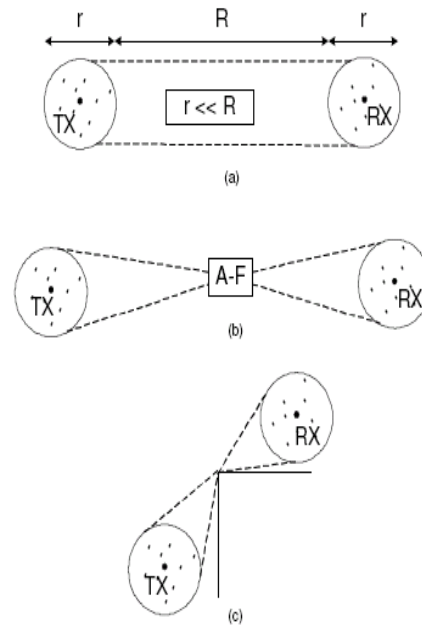 r R r
TX r << R RX
(a)
TX A-F RX
(b)
RX
TX
(c)